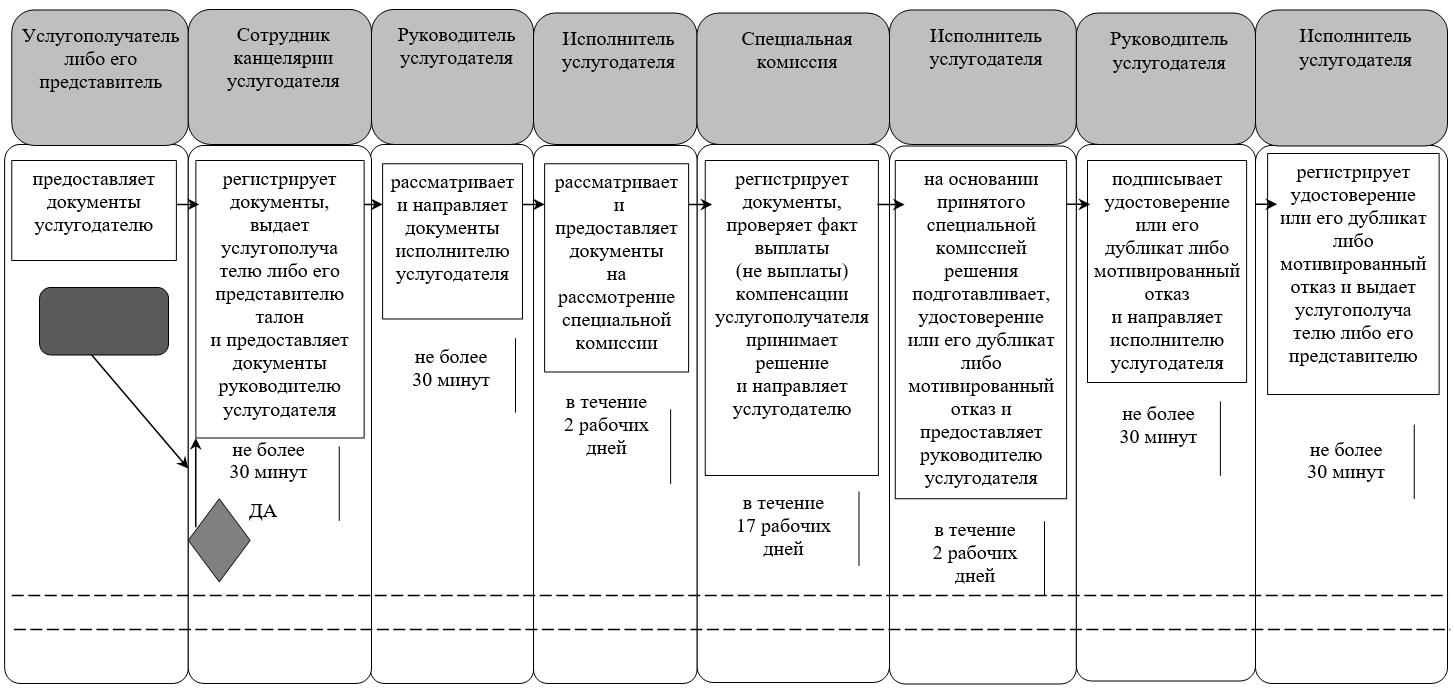 Услугополучатель
либо его
представитель
Сотрудник
канцелярии
услугодателя
Руководитель
услугодателя
Исполнитель
услугодателя
Специальная
комиссия
Исполнитель
услугодателя
Руководитель
услугодателя
Исполнитель
услугодателя
предоставляет
документы
услугодателю
регистрирует
документы,
выдает
услугополуча
телю либо его
представителю
талон
и предоставляет
документы
руководителю
услугодателя
не более
30 минут
ДА
рассматривает
и направляет
документы
исполнителю
услугодателя
не более
30 минут
рассматривает
и
предоставляет
документы
на
рассмотрение
специальной
комиссии
в течение
2 рабочих
дней
регистрирует
документы,
проверяет факт
выплаты
(не выплаты)
компенсации
услугополучателя
принимает
решение
и направляет
услугодателю
в течение
17 рабочих
дней
на основании
принятого
специальной
комиссией
решения
подготавливает,
удостоверение
или его дубликат
либо
мотивированный
отказ и
предоставляет
руководителю
услугодателя
в течение
2 рабочих
дней
подписывает
удостоверение
или его
дубликат либо
мотивированный
отказ
и направляет
исполнителю
услугодателя
не более
30 минут
регистрирует
удостоверение
или его дубликат
либо
мотивированный
отказ и выдает
услугополуча
телю либо его
представителю
не более
30 минут